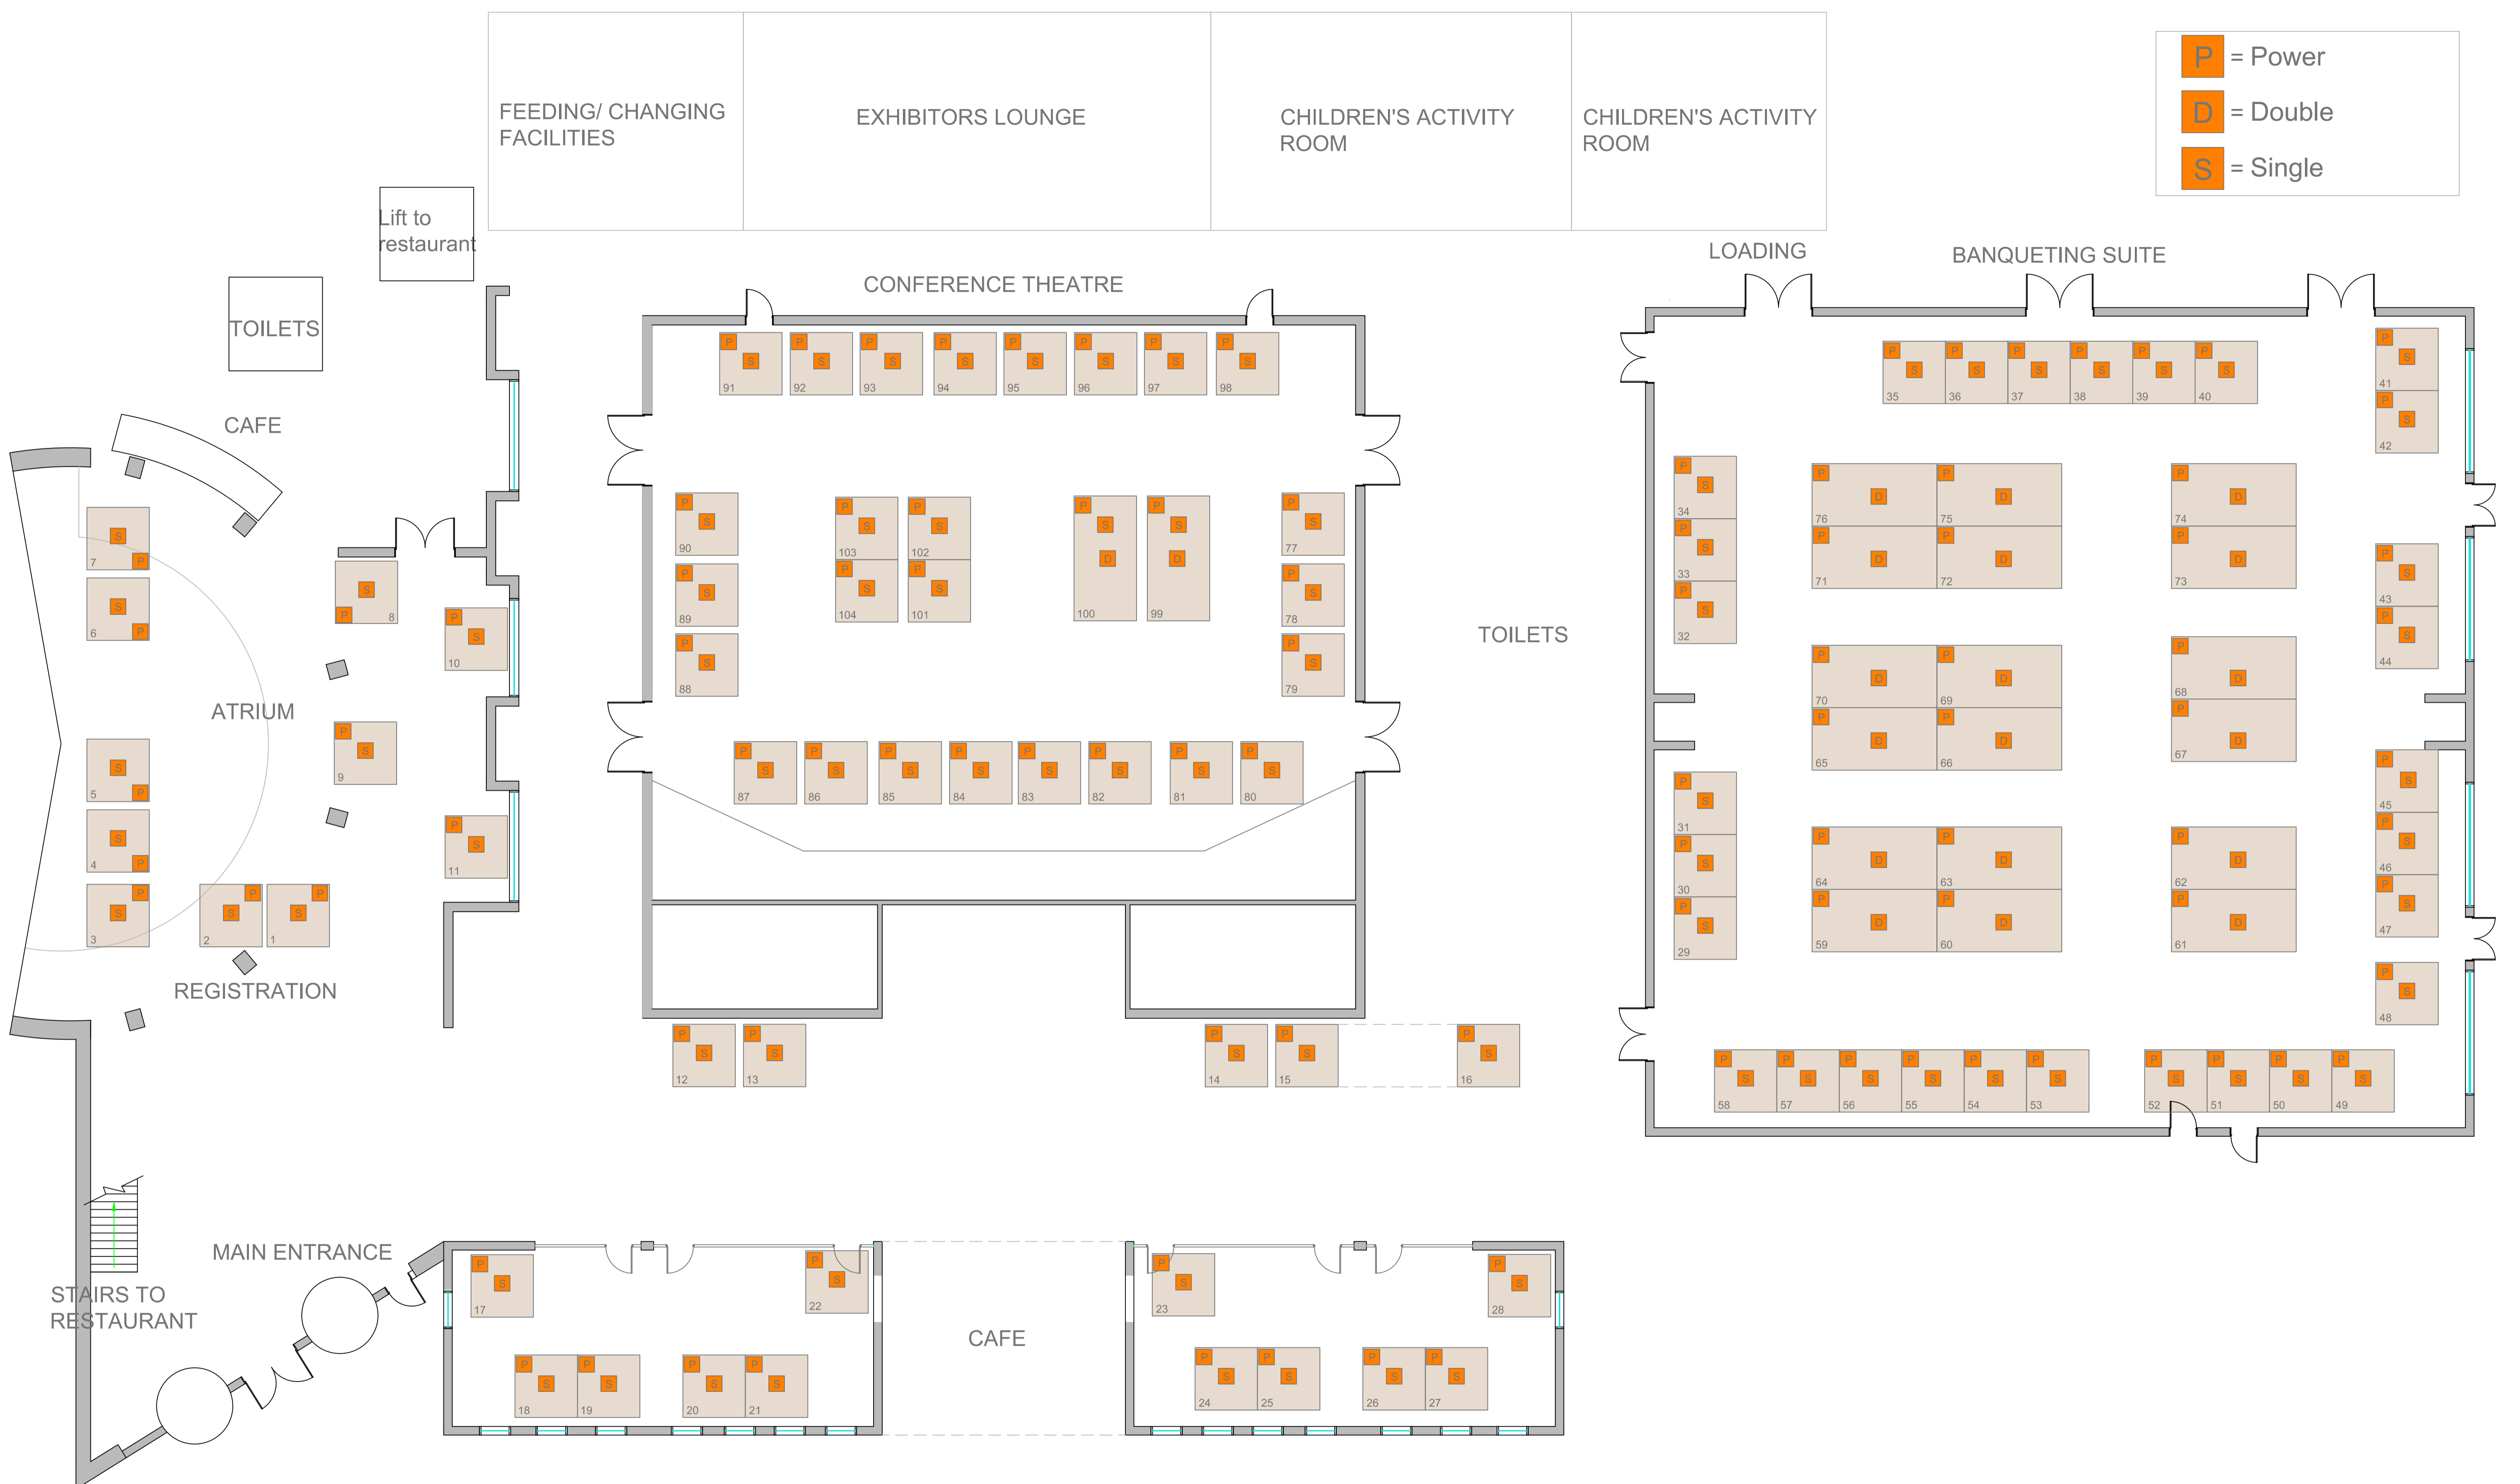 FEEDING/ CHANGING
FACILITIES
EXHIBITORS LOUNGE
CHILDREN'S ACTIVITY
ROOM
CHILDREN'S ACTIVITY
ROOM
P = Power
D = Double
S = Single
Lift to
restaurant
TOILETS
CAFE
CONFERENCE THEATRE
LOADING
BANQUETING SUITE
P S 91
P S 92
P S 93
P S 94
P S 95
P S 96
P S 97
P S 98
P S 35
P S 36
P S 37
P S 38
P S 39
P S 40
P S 41
P S 42
S P 7
S P 6
S P 8
P S 10
ATRIUM
P S 9
S P 5
S P 4
P S 11
P S 3
P S 2
P S 1
REGISTRATION
P S 90
P S 89
P S 88
P S 103
P S 102
P S 104
P S 101
P S D 100
P S D 99
P S 77
P S 78
P S 79
P S 87
P S 86
P S 85
P S 84
P S 83
P S 82
P S 81
P S 80
TOILETS
P S 34
P S 33
P S 32
P D 76
P D 75
P D 74
P D 71
P D 72
P D 73
P S 43
P S 44
P D 70
P D 69
P D 68
P D 65
P D 66
P D 67
P S 31
P S 30
P S 29
P D 64
P D 63
P D 62
P D 59
P D 60
P D 61
P S 45
P S 46
P S 47
P S 48
P S 12
P S 13
P S 14
P S 15
P S 16
P S 58
P S 57
P S 56
P S 55
P S 54
P S 53
P S 52
P S 51
P S 50
P S 49
MAIN ENTRANCE
STAIRS TO
RESTAURANT
P S 17
P S 22
P S 18
P S 19
P S 20
P S 21
CAFE
P S 23
P S 28
P S 24
P S 25
P S 26
P S 27